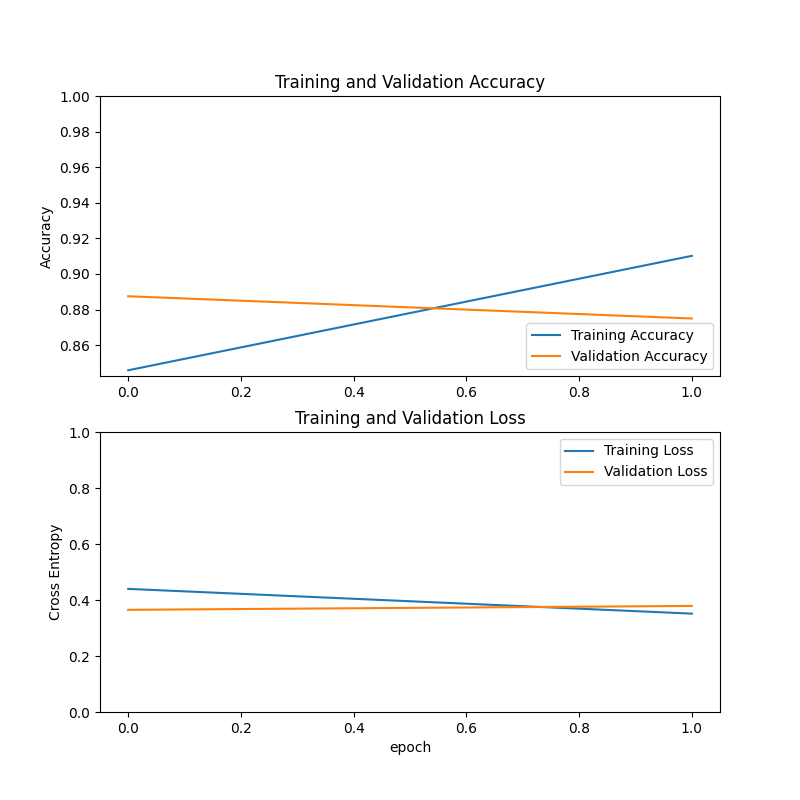 Training and Validation Accuracy
Accuracy
1.00
0.98
0.96
0.94
0.92
0.90
0.88
0.86
Training Accuracy
Validation Accuracy
0.0 0.2 0.4 0.6 0.8 1.0
Training and Validation Loss
Cross Entropy
1.0
0.8
0.6
0.4
0.2
0.0
Training Loss
Validation Loss
0.0 0.2 0.4 0.6 0.8 1.0
epoch